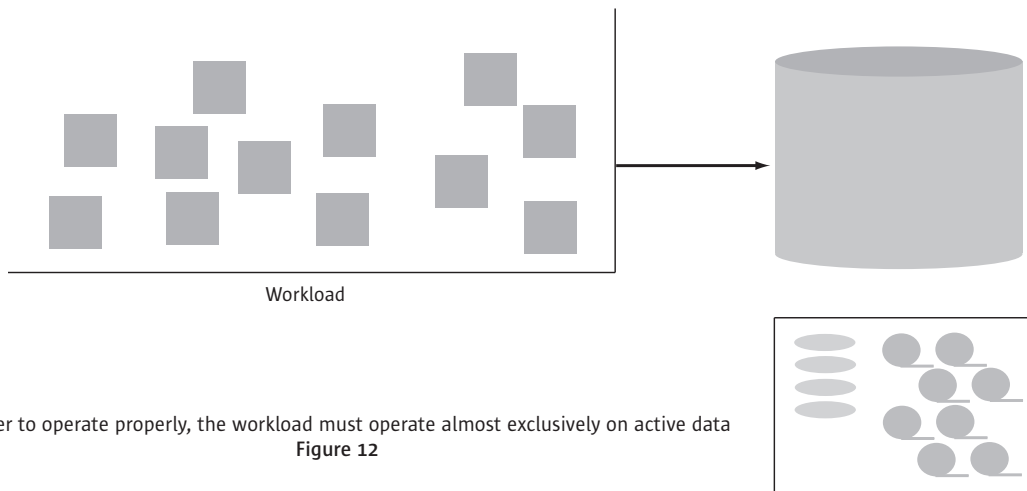 Workload
er to operate properly, the workload must operate almost exclusively on active data
Figure 12